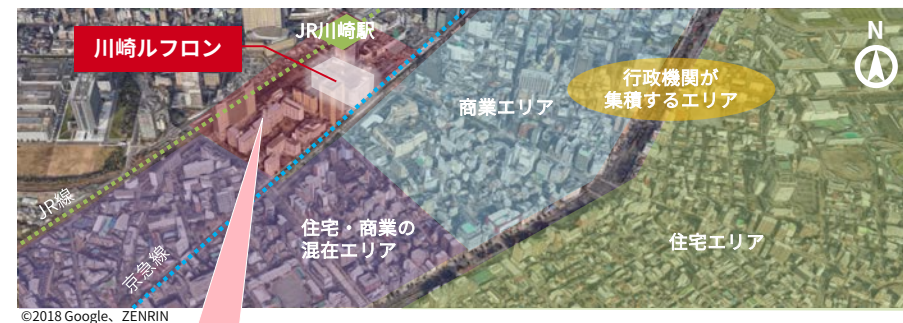 JR川崎駅
N
川崎ルフロン
行政機関が
集積するエリア
商業エリア
JR線
住宅・商業の
混在エリア
住宅エリア
京急線
©2018 Google、ZENRIN